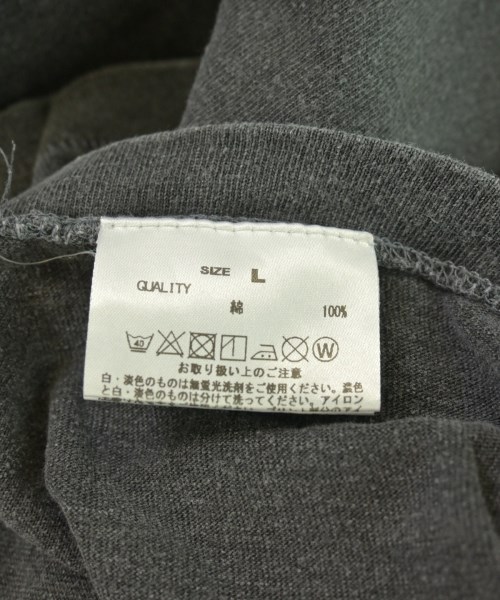 SIZE L
QUALITY
綿 100%
40 W
お取り扱い上のご注意
白・淡色のものは無蛍光洗剤をご使用ください。濃色
と白・淡色のものは分けて洗ってください。アイロン